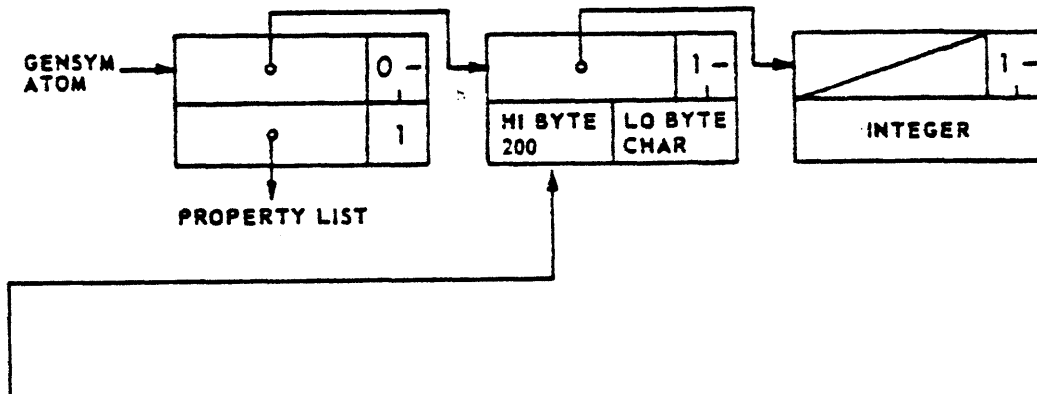 GENSYM
ATOM
0 -
1
PROPERTY LIST
1 -
HI BYTE
200
LO BYTE
CHAR
1 -
INTEGER